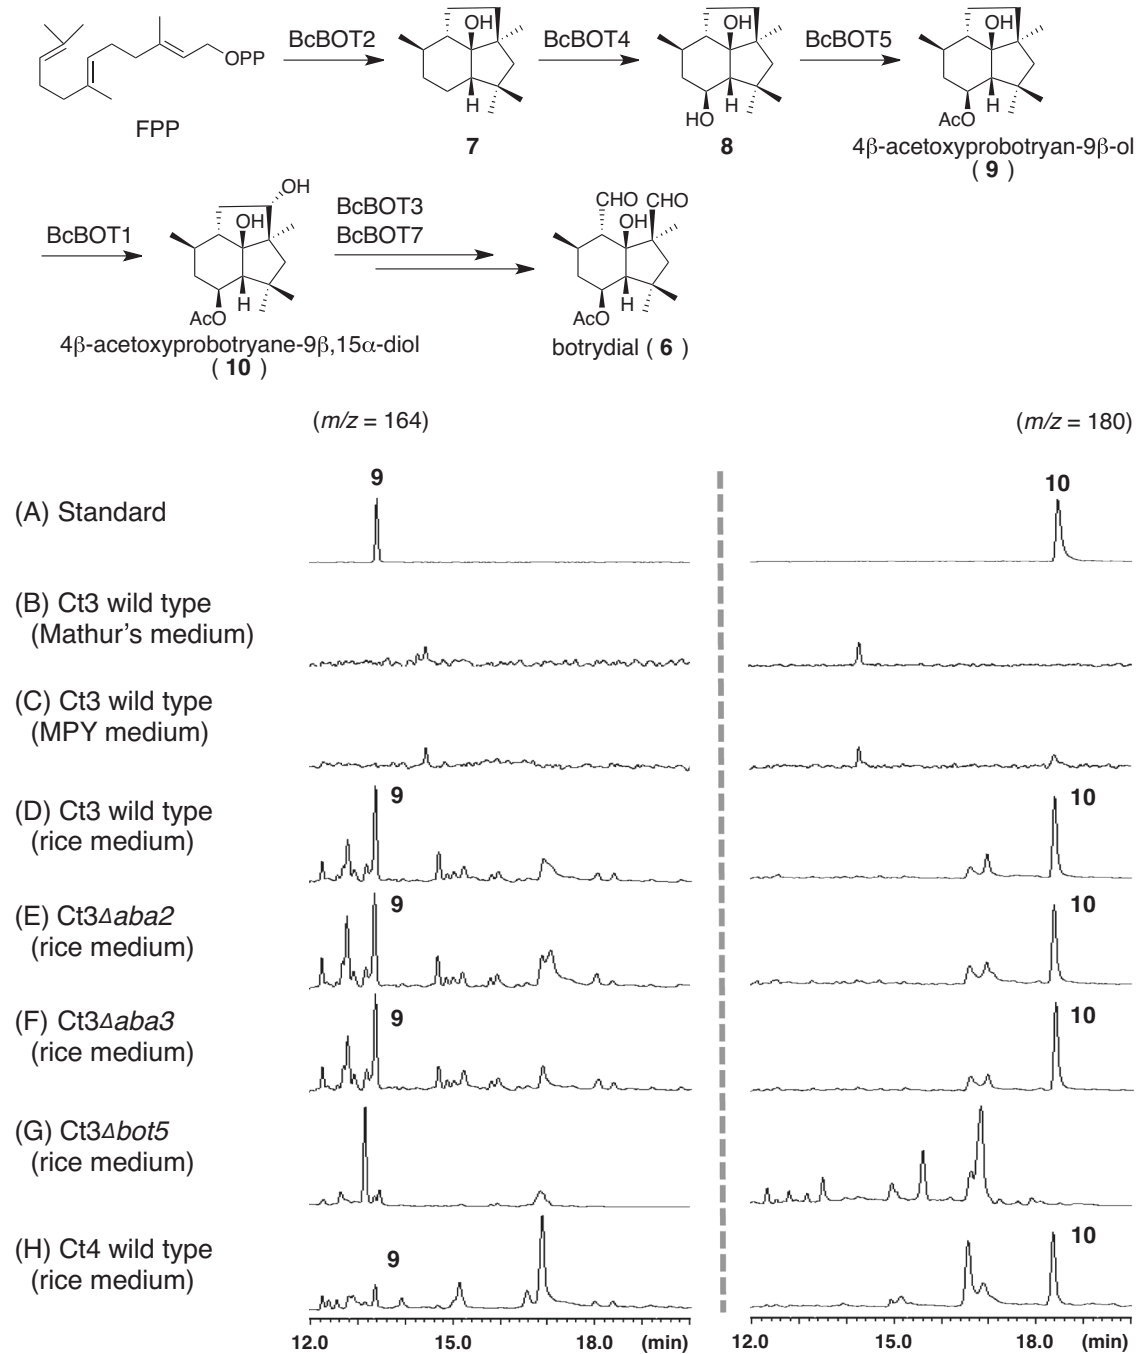 BcBOT2 BcBOT4 BcBOT5
OPP
FPP
OH
H
7
OH
H
HO
8
OH
H
AcO
4β-acetoxyprobotryan-9β-ol
( 9 )
BcBOT1
OH
OH
H
AcO
4β-acetoxyprobotryane-9β,15α-diol
( 10 )
BcBOT3
BcBOT7
CHO CHO
OH
H
AcO
botrydial ( 6 )
(m/z = 164) (m/z = 180)
9 10
(A) Standard
(B) Ct3 wild type
(Mathur's medium)
(C) Ct3 wild type
(MPY medium)
(D) Ct3 wild type 9 10
(rice medium)
(E) Ct3Δaba2 9 10
(rice medium)
(F) Ct3Δaba3 9 10
(rice medium)
(G) Ct3Δbot5
(rice medium)
(H) Ct4 wild type 9 10
(rice medium)
12.0 15.0 18.0 (min) 12.0 15.0 18.0 (min)